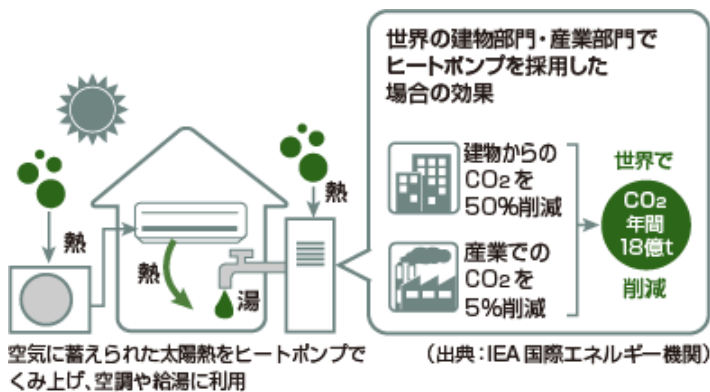 世界の建物部門・産業部門で
ヒートポンプを採用した
場合の効果
建物からの
CO₂を
50%削減
産業での
CO₂を
5%削減
世界で
CO₂
年間
18億t
削減
熱
熱
熱
湯
空気に蓄えられた太陽熱をヒートポンプで
くみ上げ、空調や給湯に利用
(出典:IEA 国際エネルギー機関)